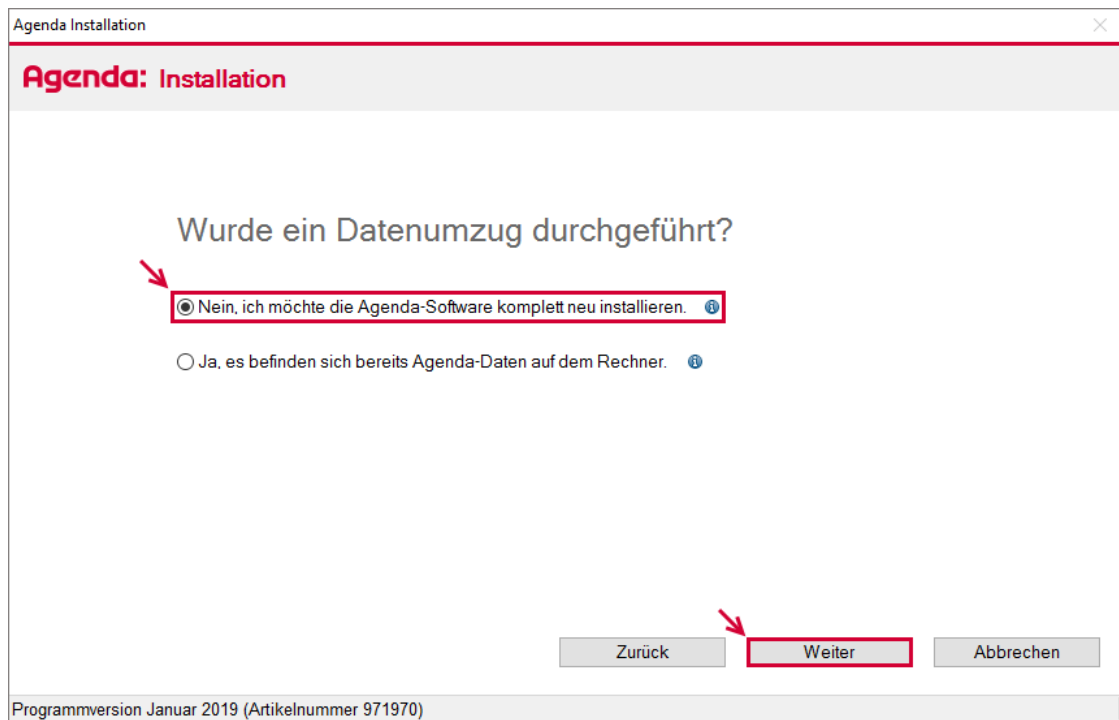 Agenda Installation
Agenda: Installation
Wurde ein Datenumzug durchgeführt?
Nein, ich möchte die Agenda-Software komplett neu installieren.
Ja, es befinden sich bereits Agenda-Daten auf dem Rechner.
Zurück Weiter Abbrechen
Programmversion Januar 2019 (Artikelnummer 971970)